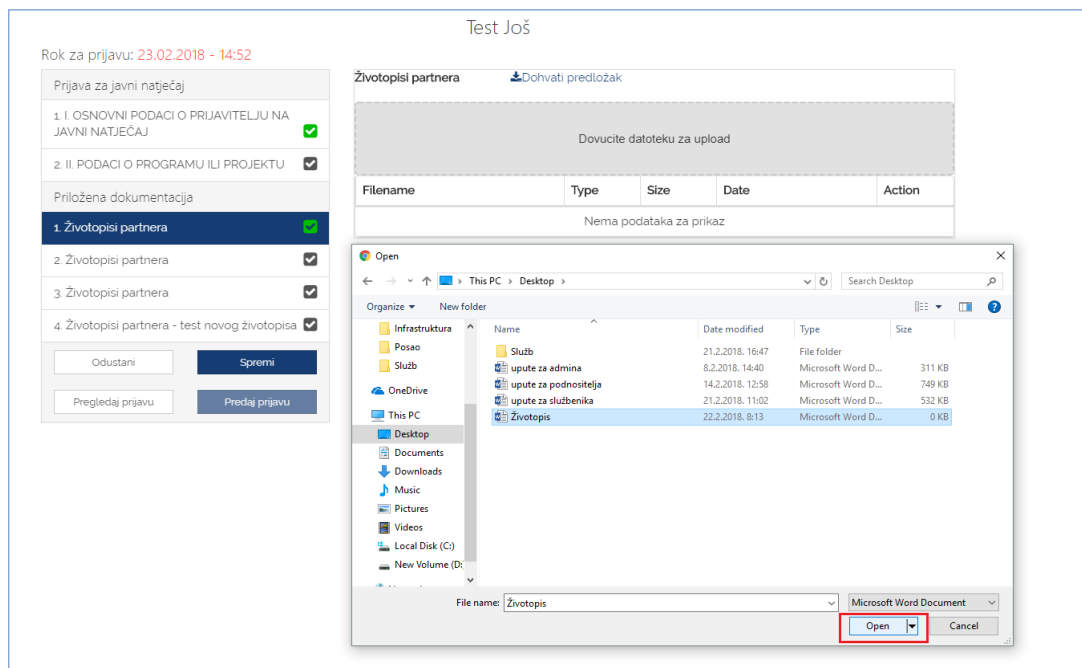 Test Još
Rok za prijavu: 23.02.2018 - 14:52
Prijava za javni natječaj
1. I. OSNOVNI PODACI O PRIJAVITELJU NA
JAVNI NATJEČAJ
2. II. PODACI O PROGRAMU ILI PROJEKTU
Priložena dokumentacija
1. Životopisi partnera
2. Životopisi partnera
3. Životopisi partnera
4. Životopisi partnera - test novog životopisa
Odustani Spremi
Pregledaj prijavu Predaj prijavu
Životopisi partnera Dohvati predložak
Dovucite datoteku za upload
Filename Type Size Date Action
Nema podataka za prikaz
Open
This PC > Desktop >
Search Desktop
Organize New folder
Infrastruktura
Posao
Služb
OneDrive
This PC
Desktop
Documents
Downloads
Music
Pictures
Videos
Local Disk (C:)
New Volume (D:
Name Date modified Type Size
Služb 21.2.2018. 16:47 File folder
upute za admina 8.2.2018. 14:40 Microsoft Word D... 311 KB
upute za podnositelja 14.2.2018. 12:58 Microsoft Word D... 749 KB
upute za službenika 21.2.2018. 11:02 Microsoft Word D... 532 KB
Životopis 22.2.2018. 8:13 Microsoft Word D... 0 KB
File name: Životopis Microsoft Word Document
Open Cancel